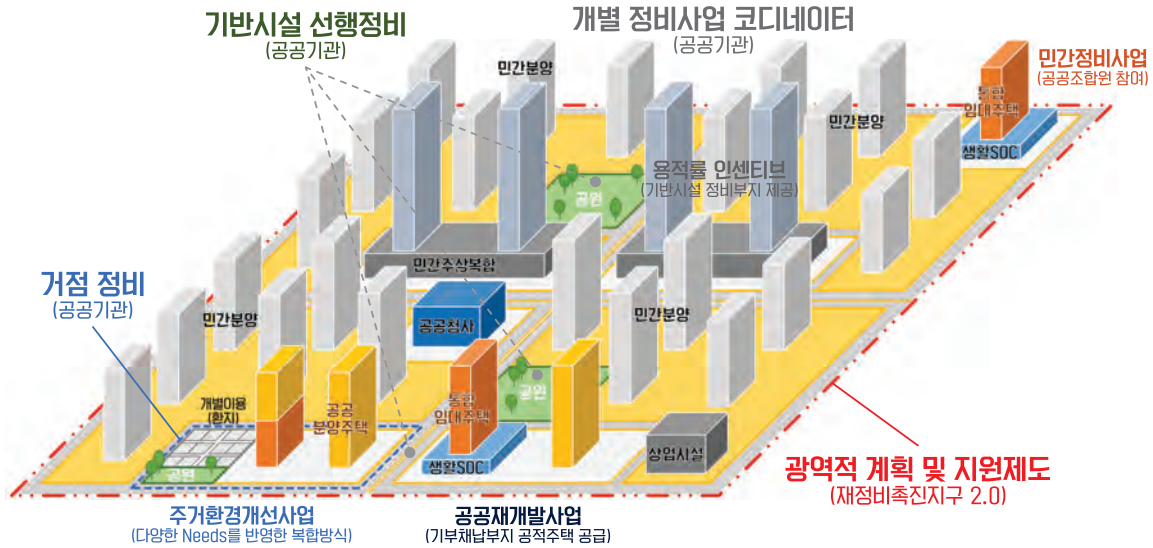 기반시설 선행정비
(공공기관)
개별 정비사업 코디네이터
(공공기관)
민간정비사업
(공공조합원 참여)
민간분양
통합
임대주택
생활SOC
민간분양
용적률 인센티브
(기반시설 정비부지 제공)
공원
민간주상복합
거점 정비
(공공기관)
민간분양
공공청사
민간분양
개별이용
(환지)
공공
분양주택
통합
임대주택
공원
생활SOC
상업시설
공원
광역적 계획 및 지원제도
(재정비촉진지구 2.0)
주거환경개선사업
(다양한 Needs를 반영한 복합방식)
공공재개발사업
(기부채납부지 공적주택 공급)